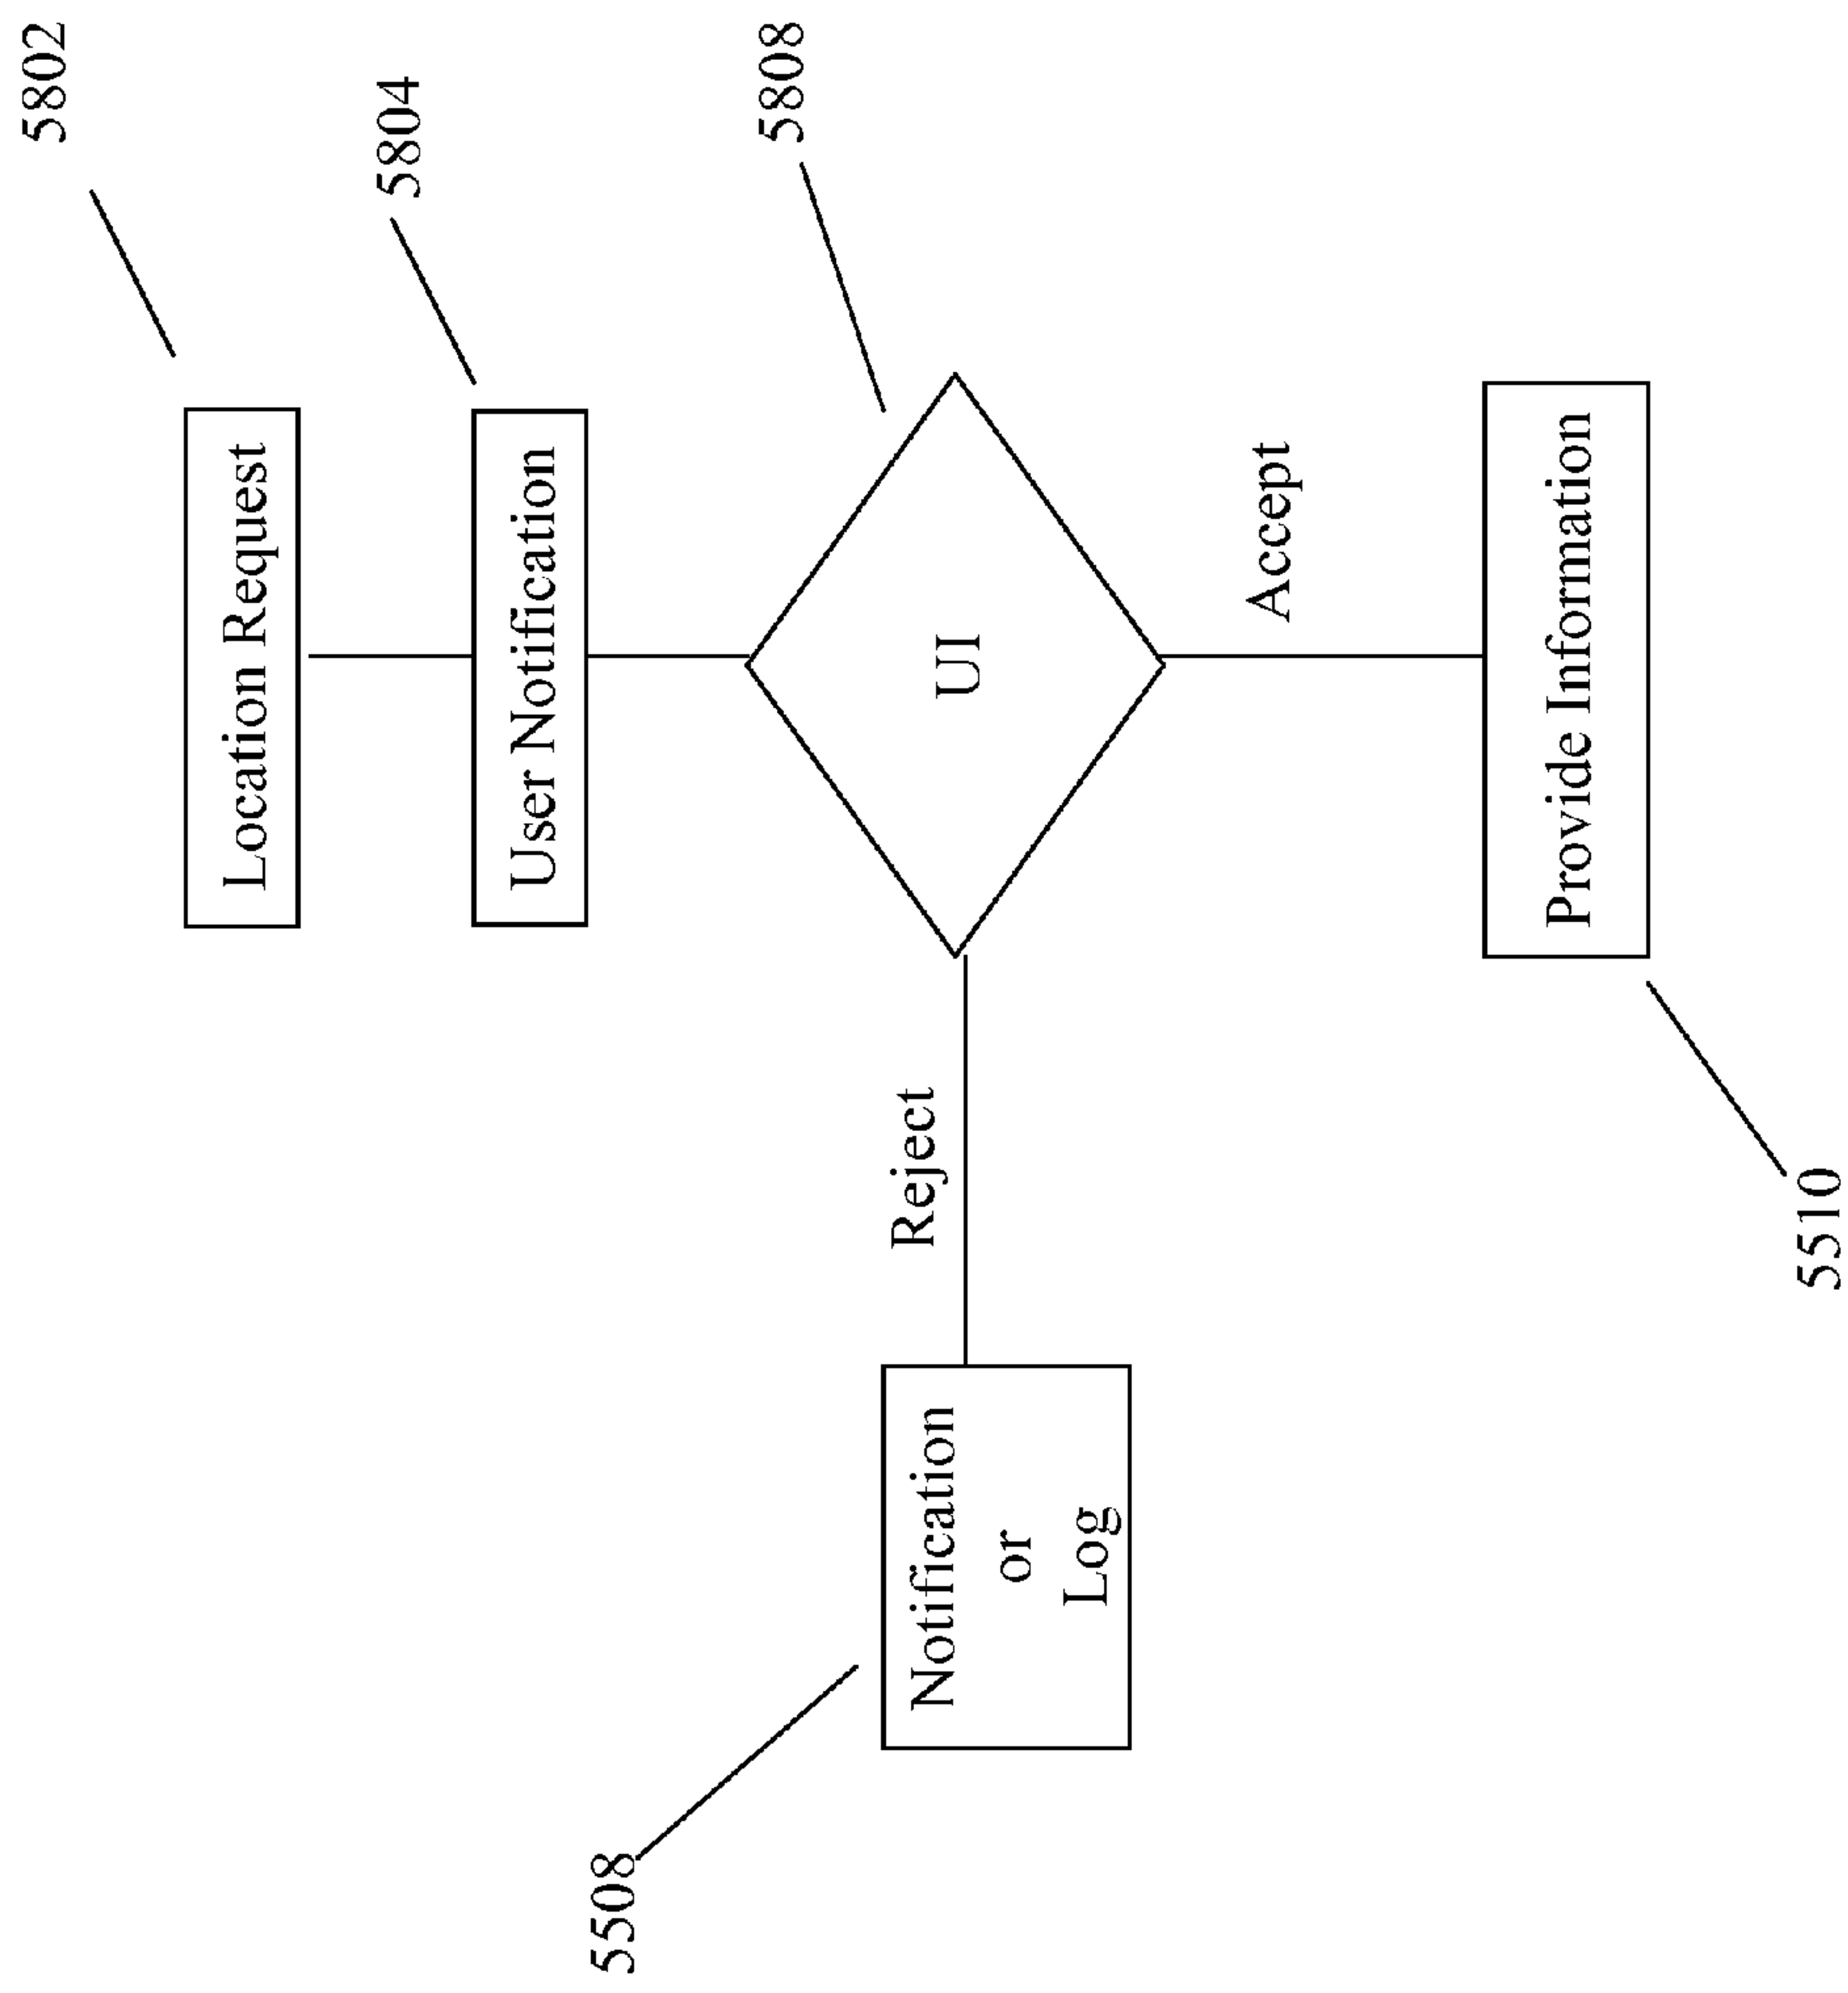 5802
Location Request
5804
User Notification
5808
UI
Reject
Accept
Notification
or
Log
5508
Provide Information
5510